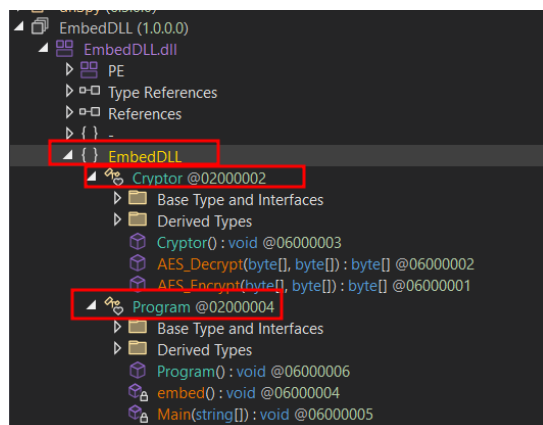 dnSpy (6.5.0.0)
EmbedDLL (1.0.0.0)
EmbedDLL.dll
PE
Type References
References
{ } -
{ } EmbedDLL
Cryptor @02000002
Base Type and Interfaces
Derived Types
Cryptor() : void @06000003
AES_Decrypt(byte[], byte[]) : byte[] @06000002
AES_Encrypt(byte[], byte[]) : byte[] @06000001
Program @02000004
Base Type and Interfaces
Derived Types
Program() : void @06000006
embed() : void @06000004
Main(string[]) : void @06000005